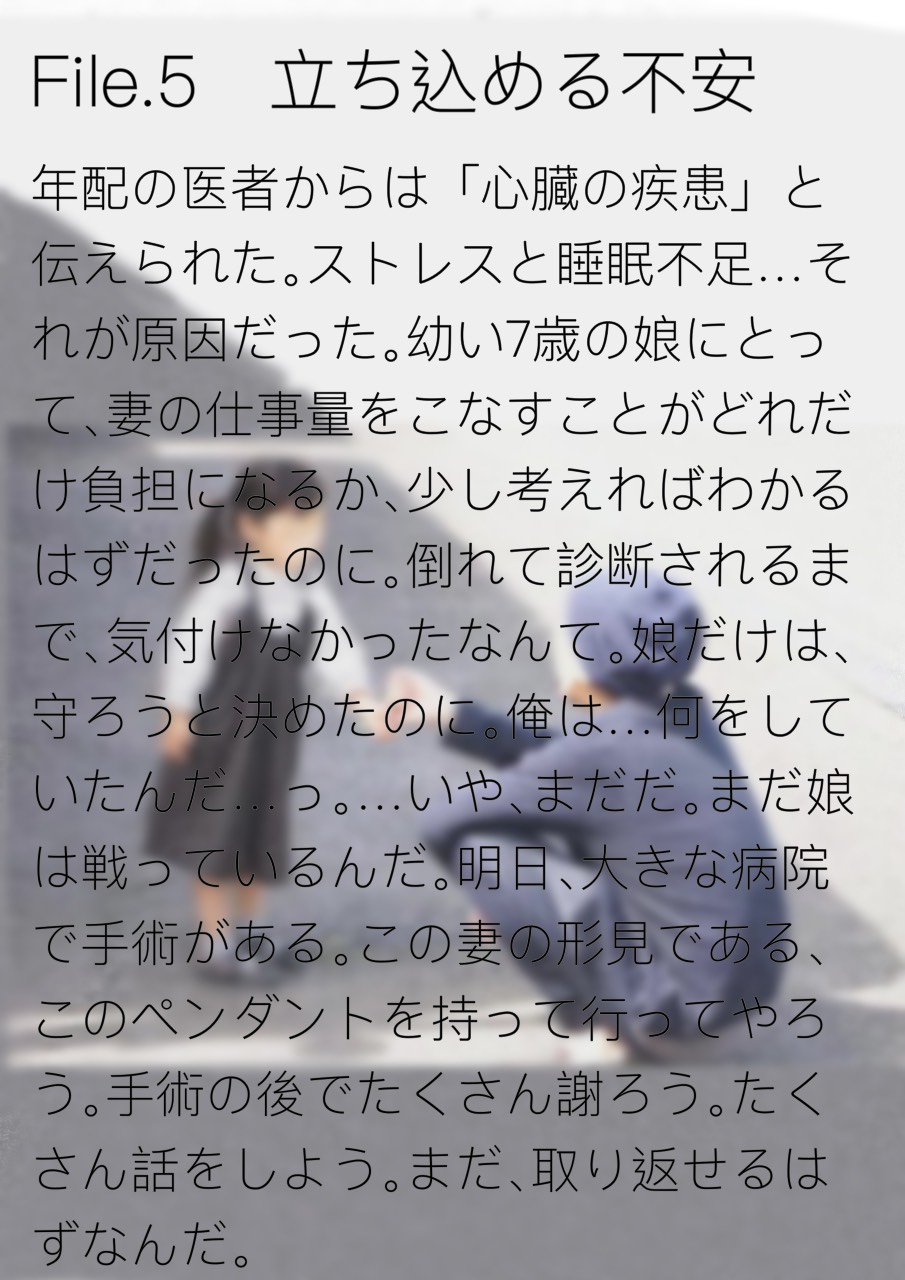 File.5　立ち込める不安
年配の医者からは「心臓の疾患」と
伝えられた。ストレスと睡眠不足…そ
れが原因だった。幼い7歳の娘にとっ
て、妻の仕事量をこなすことがどれだ
け負担になるか、少し考えればわかる
はずだったのに。倒れて診断されるま
で、気付けなかったなんて。娘だけは、
守ろうと決めたのに。俺は…何をして
いたんだ…っ。…いや、まだだ。まだ娘
は戦っているんだ。明日、大きな病院
で手術がある。この妻の形見である、
このペンダントを持って行ってやろ
う。手術の後でたくさん謝ろう。たく
さん話をしよう。まだ、取り返せるは
ずなんだ。